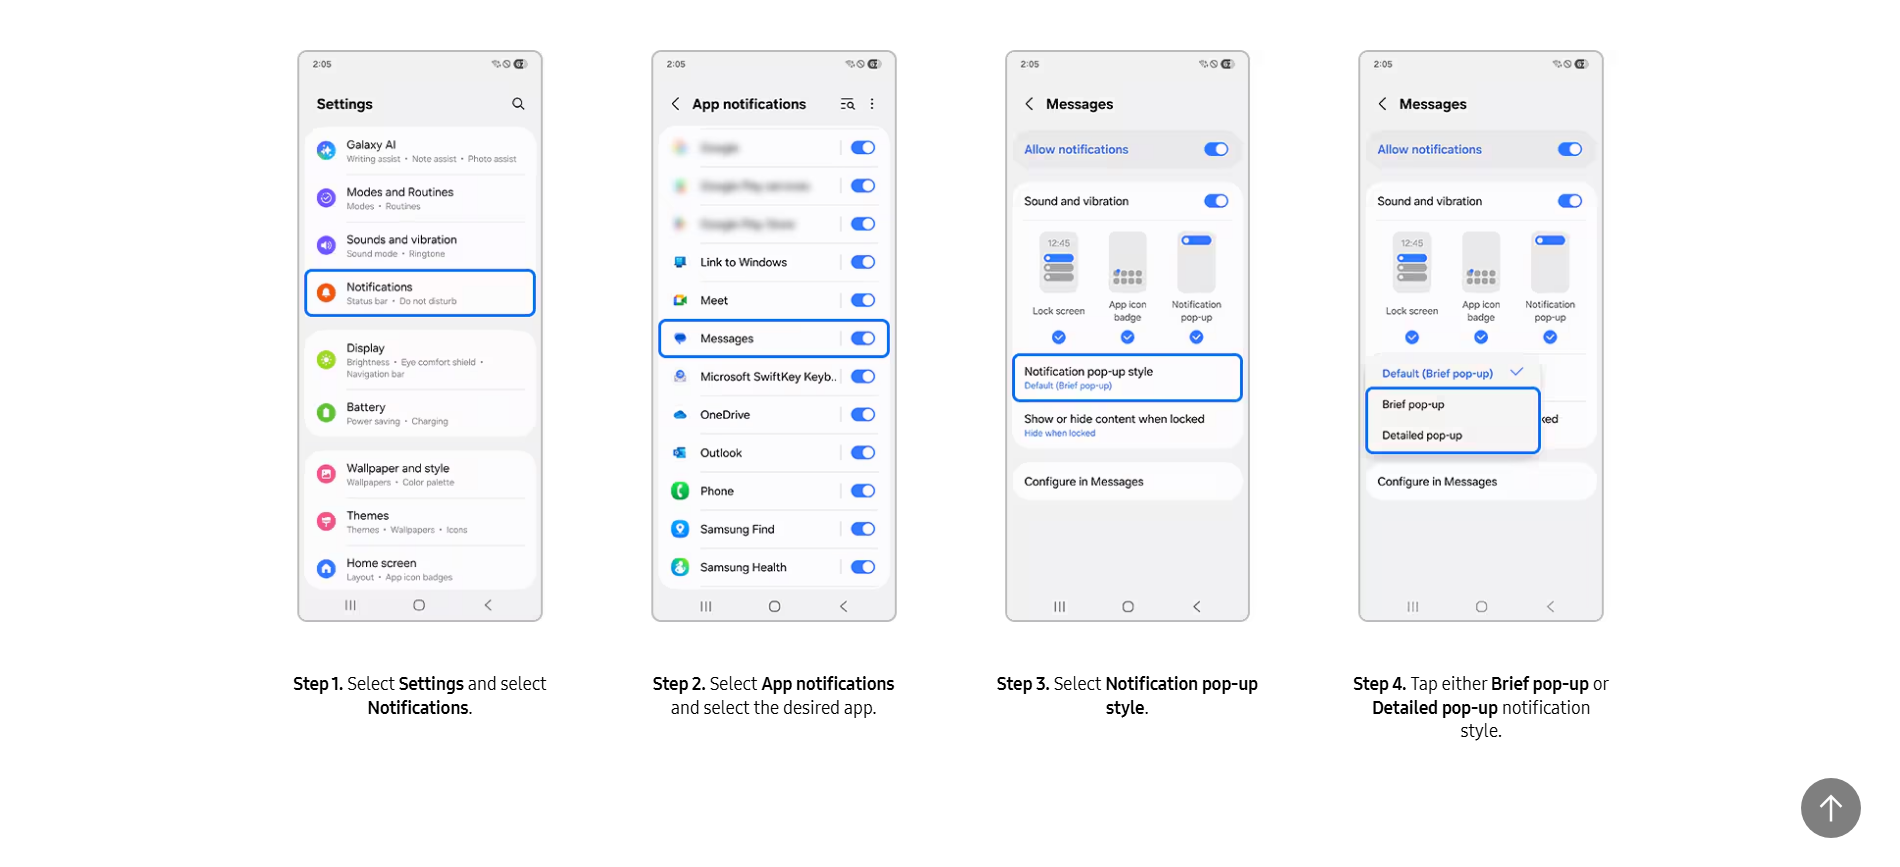 2:05
Settings
Galaxy AI
Writing assist • Note assist • Photo assist
Modes and Routines
Modes • Routines
Sounds and vibration
Sound mode • Ringtone
Notifications
Status bar • Do not disturb
Display
Brightness • Eye comfort shield •
Navigation bar
Battery
Power saving • Charging
Wallpaper and style
Wallpapers • Color palette
Themes
Themes • Wallpapers • Icons
Home screen
Layout • App icon badges
Step 1. Select Settings and select
Notifications.
2:05
App notifications
Google
Google Play services
Google Play Store
Link to Windows
Meet
Messages
Microsoft SwiftKey Keyb..
OneDrive
Outlook
Phone
Samsung Find
Samsung Health
Step 2. Select App notifications
and select the desired app.
2:05
Messages
Allow notifications
Sound and vibration
12:45
Lock screen
App icon
badge
Notification
pop-up
Notification pop-up style
Default (Brief pop-up)
Show or hide content when locked
Hide when locked
Configure in Messages
Step 3. Select Notification pop-up
style.
2:05
Messages
Allow notifications
Sound and vibration
12:45
Lock screen
App icon
badge
Notification
pop-up
Default (Brief pop-up)
Brief pop-up
ked
Detailed pop-up
Configure in Messages
Step 4. Tap either Brief pop-up or
Detailed pop-up notification
style.